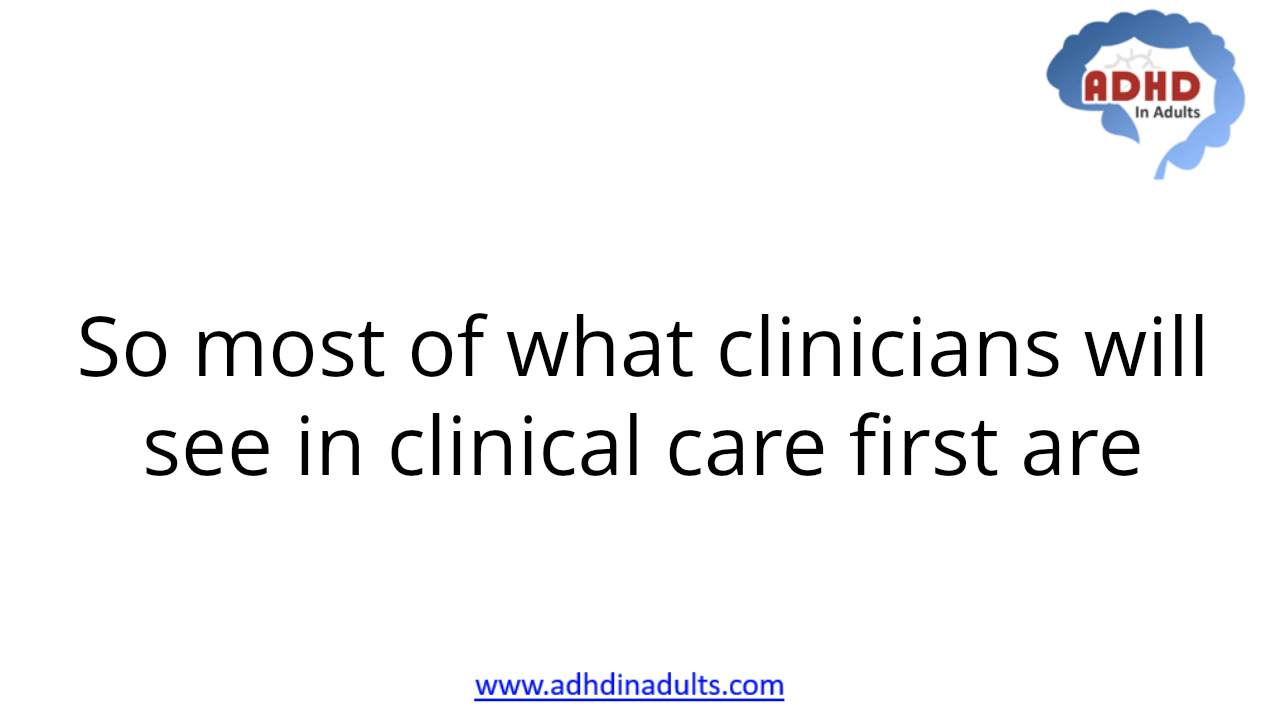 ADHD
In Adults
So most of what clinicians will
see in clinical care first are
www.adhdinadults.com